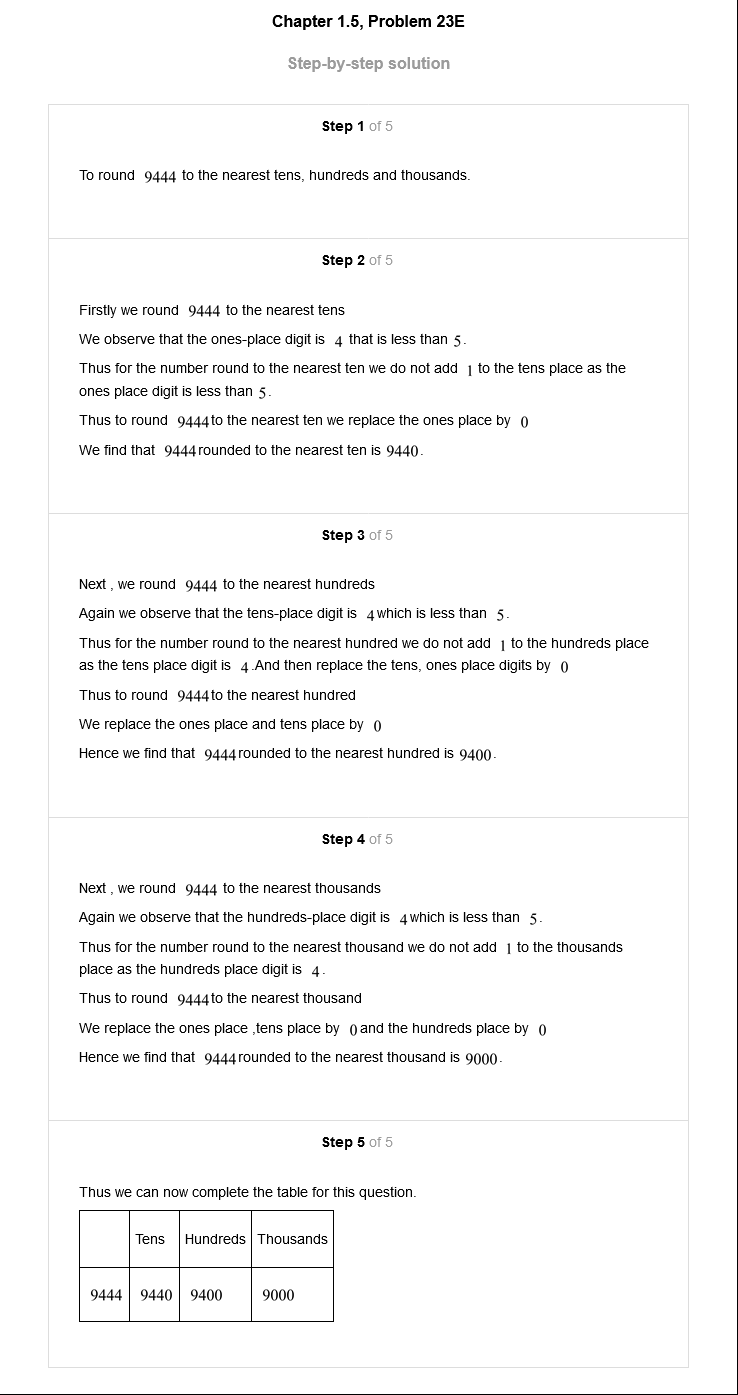 Chapter 1.5, Problem 23E
Step-by-step solution
Step 1 of 5
To round 9444 to the nearest tens, hundreds and thousands.
Step 2 of 5
Firstly we round 9444 to the nearest tens
We observe that the ones-place digit is 4 that is less than 5.
Thus for the number round to the nearest ten we do not add 1 to the tens place as the
ones place digit is less than 5.
Thus to round 9444 to the nearest ten we replace the ones place by 0
We find that 9444 rounded to the nearest ten is 9440.
Step 3 of 5
Next , we round 9444 to the nearest hundreds
Again we observe that the tens-place digit is 4 which is less than 5.
Thus for the number round to the nearest hundred we do not add 1 to the hundreds place
as the tens place digit is 4.And then replace the tens, ones place digits by 0
Thus to round 9444 to the nearest hundred
We replace the ones place and tens place by 0
Hence we find that 9444 rounded to the nearest hundred is 9400.
Step 4 of 5
Next , we round 9444 to the nearest thousands
Again we observe that the hundreds-place digit is 4 which is less than 5.
Thus for the number round to the nearest thousand we do not add 1 to the thousands
place as the hundreds place digit is 4.
Thus to round 9444 to the nearest thousand
We replace the ones place ,tens place by 0 and the hundreds place by 0
Hence we find that 9444 rounded to the nearest thousand is 9000.
Step 5 of 5
Thus we can now complete the table for this question.
Tens Hundreds Thousands
9444 9440 9400 9000